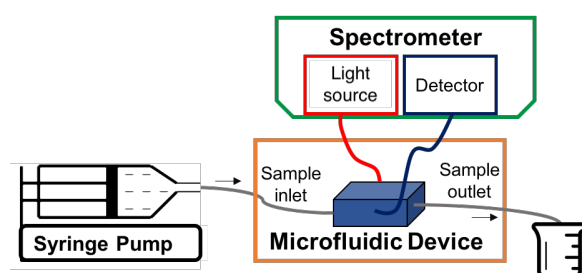 Spectrometer
Light
source
Detector
Sample
inlet
Sample
outlet
Syringe Pump
Microfluidic Device